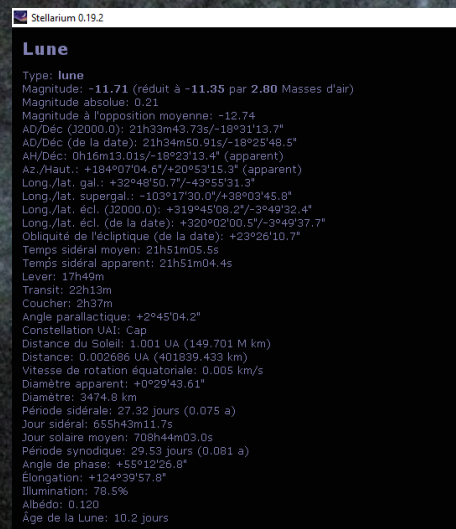 Stellarium 0.19.2
Lune
Type: lune
Magnitude: -11.71 (réduit à -11.35 par 2.80 Masses d'air)
Magnitude absolue: 0.21
Magnitude à l'opposition moyenne: -12.74
AD/Déc (J2000.0): 21h33m43.73s/-18°31'13.7"
AD/Déc (de la date): 21h34m50.91s/-18°25'48.5"
AH/Déc: 0h16m13.01s/-18°23'13.4" (apparent)
Az./Haut.: +184°07'04.6"/+20°53'15.3" (apparent)
Long./lat. gal.: +32°48'50.7"/-43°55'31.3"
Long./lat. supergal.: -103°17'30.0"/+38°03'45.8"
Long./lat. écl. (J2000.0): +319°45'08.2"/-3°49'32.4"
Long./lat. écl. (de la date): +320°02'00.5"/-3°49'37.7"
Obliquité de l'écliptique (de la date): +23°26'10.7"
Temps sidéral moyen: 21h51m05.5s
Temps sidéral apparent: 21h51m04.4s
Lever: 17h49m
Transit: 22h13m
Coucher: 2h37m
Angle parallactique: +2°45'04.2"
Constellation UAI: Cap
Distance du Soleil: 1.001 UA (149.701 M km)
Distance: 0.002686 UA (401839.433 km)
Vitesse de rotation équatoriale: 0.005 km/s
Diamètre apparent: +0°29'43.61"
Diamètre: 3474.8 km
Période sidérale: 27.32 jours (0.075 a)
Jour sidéral: 655h43m11.7s
Jour solaire moyen: 708h44m03.0s
Période synodique: 29.53 jours (0.081 a)
Angle de phase: +55°12'26.8"
Élongation: +124°39'57.8"
Illumination: 78.5%
Albédo: 0.120
Âge de la Lune: 10.2 jours